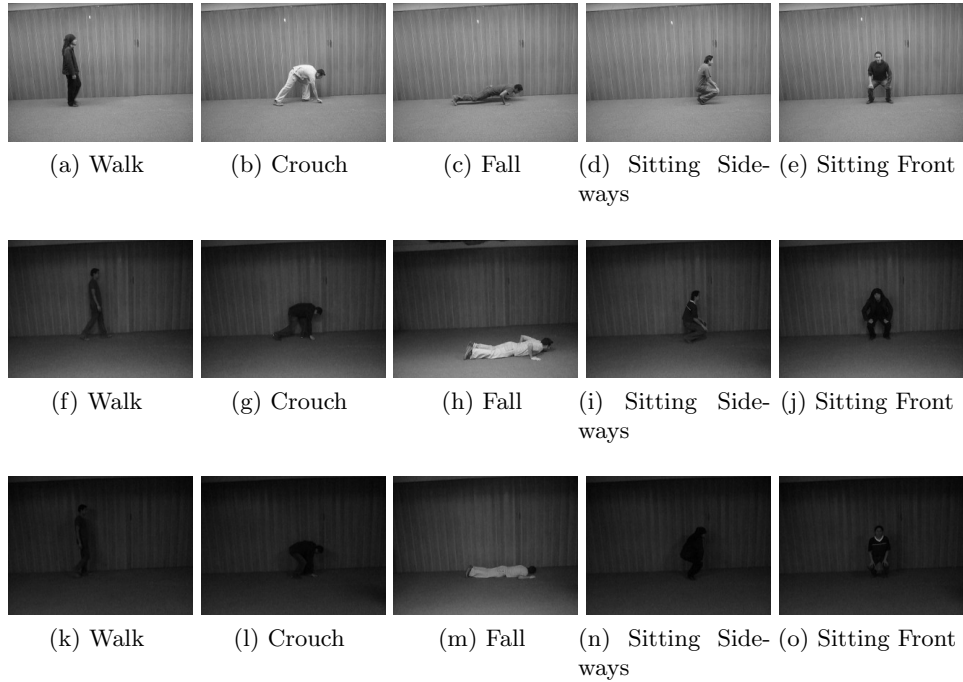 (a) Walk
(b) Crouch
(c) Fall
(d) Sitting Side-
ways
(e) Sitting Front
(f) Walk
(g) Crouch
(h) Fall
(i) Sitting Side-
ways
(j) Sitting Front
(k) Walk
(l) Crouch
(m) Fall
(n) Sitting Side-
ways
(o) Sitting Front